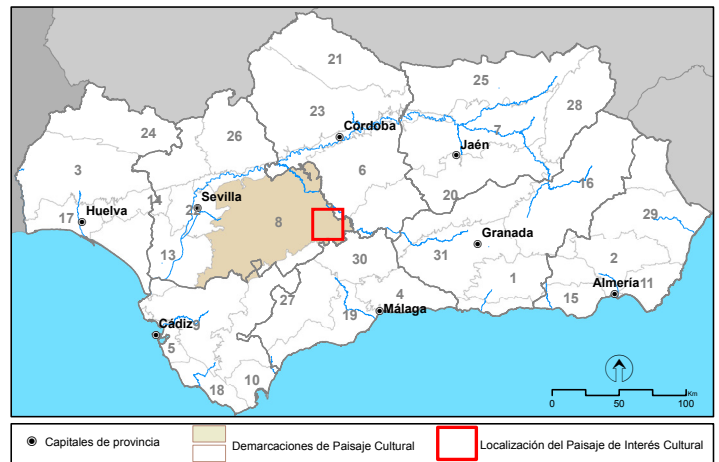 21
25
23
28
24
26
Córdoba
7
3
Jaén
6
20
16
14
Sevilla
22
17
Huelva
8
29
Granada
13
31
30
2
1
27
4
Almería
11
15
19
Málaga
9
Cádiz
5
10
18
0 50 100 Km
Capitales de provincia
Demarcaciones de Paisaje Cultural
Localización del Paisaje de Interés Cultural